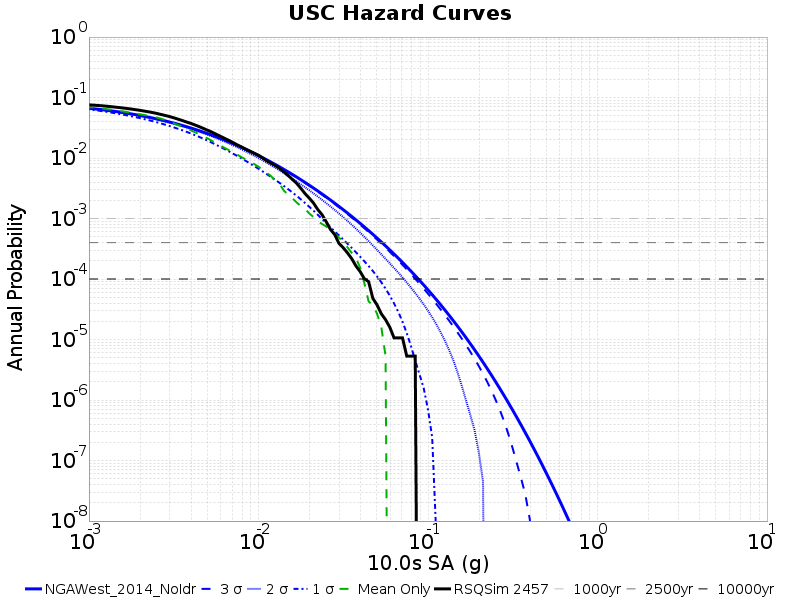 USC Hazard Curves
10^0
10^-1
10^-2
10^-3
10^-4
10^-5
10^-6
10^-7
10^-8
Annual Probability
10^-3 10^-2 10^-1 10^0 10^1
10.0s SA (g)
NGAWest_2014_NoIdr 3 σ 2 σ 1 σ Mean Only RSQSim 2457 1000yr 2500yr 10000yr